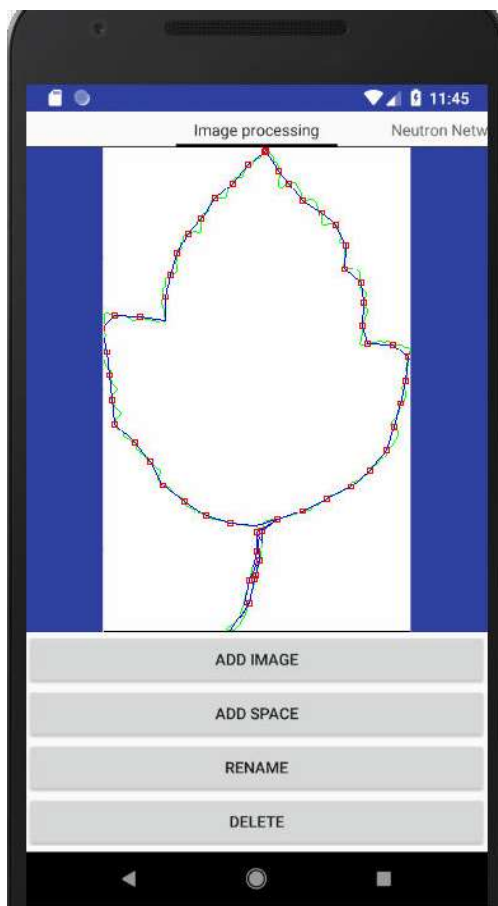 11:45
Image processing Neutron Netw
ADD IMAGE
ADD SPACE
RENAME
DELETE